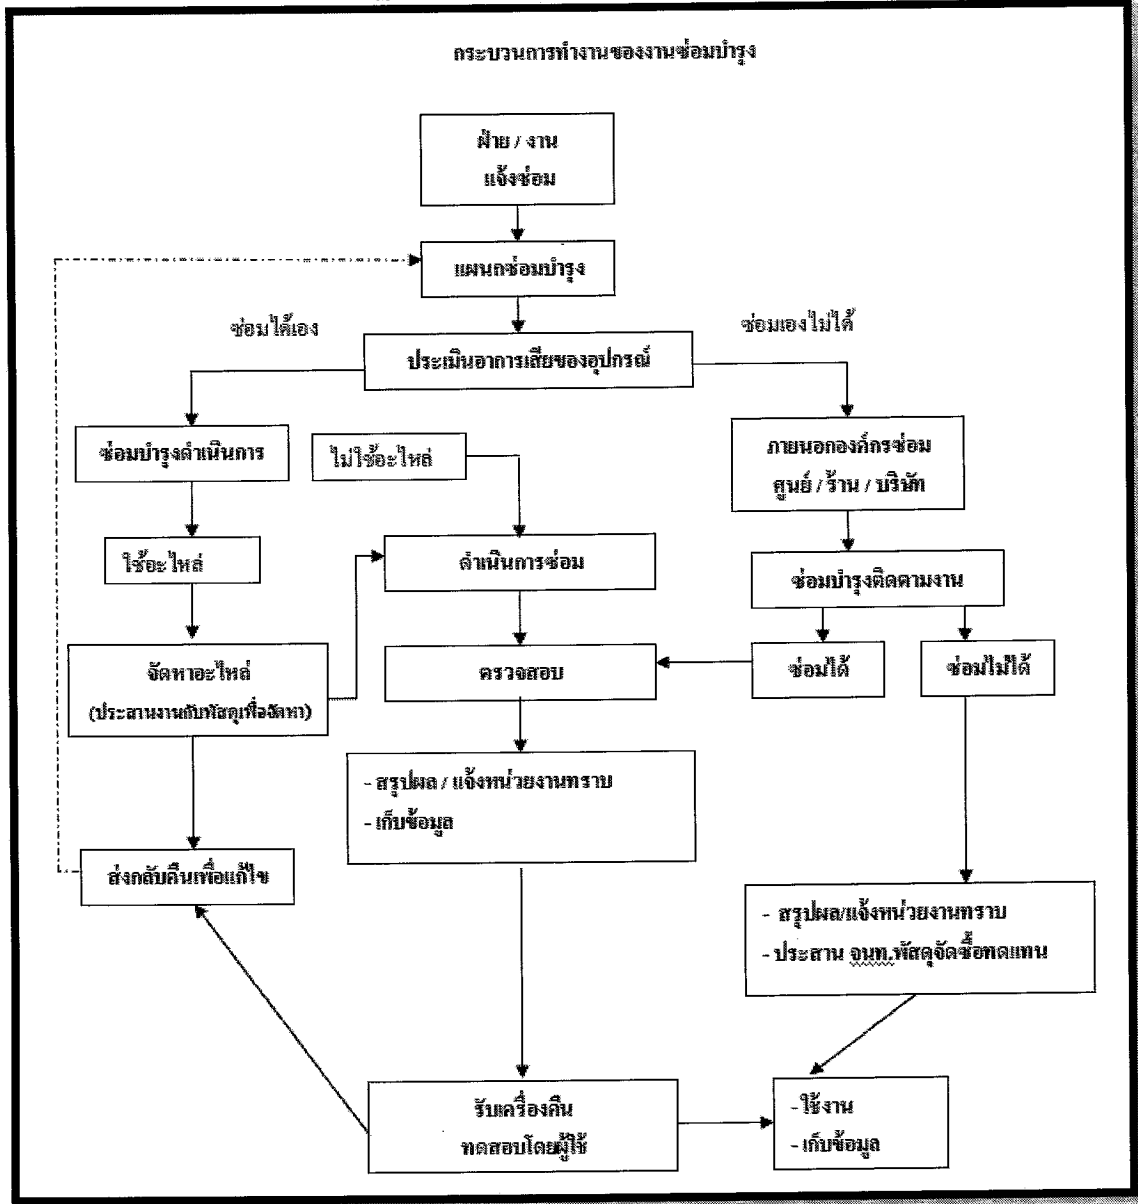 กระบวนการทำงานของงานซ่อมบำรุง
ฝ่าย / งาน
แจ้งซ่อม
แผนกซ่อมบำรุง
ซ่อมได้เอง
ซ่อมเองไม่ได้
ประเมินอาการเสียของอุปกรณ์
ซ่อมบำรุงดำเนินการ
ไม่ใช้อะไหล่
ภายนอกองค์กรซ่อม
ศูนย์ / ร้าน / บริษัท
ใช้อะไหล่
ดำเนินการซ่อม
ซ่อมบำรุงติดตามงาน
จัดหาอะไหล่
(ประสานงานกับพัสดุเพื่อจัดหา)
ตรวจสอบ
ซ่อมได้
ซ่อมไม่ได้
- สรุปผล / แจ้งหน่วยงานทราบ
- เก็บข้อมูล
ส่งกลับคืนเพื่อแก้ไข
- สรุปผล/แจ้งหน่วยงานทราบ
- ประสาน จนท.พัสดุจัดซื้อทดแทน
รับเครื่องคืน
ทดสอบโดยผู้ใช้
- ใช้งาน
- เก็บข้อมูล